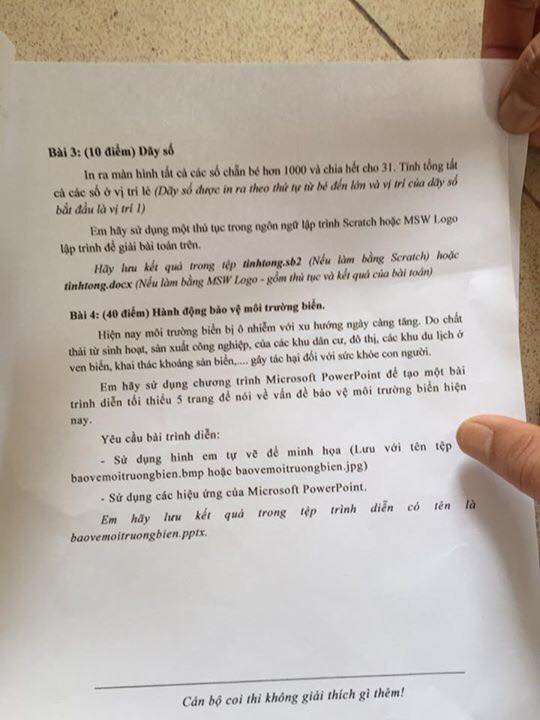 Bài 3: (10 điểm) Dãy số
In ra màn hình tất cả các số chẵn bé hơn 1000 và chia hết cho 31. Tính tổng tất
cả các số ở vị trí lẻ (Dãy số được in ra theo thứ tự từ bé đến lớn và vị trí của dãy số
bắt đầu là vị trí 1)
Em hãy sử dụng một thủ tục trong ngôn ngữ lập trình Scratch hoặc MSW Logo
lập trình để giải bài toán trên.
Hãy lưu kết quả trong tệp tinhtong.sb2 (Nếu làm bằng Scratch) hoặc
tinhtong.docx (Nếu làm bằng MSW Logo - gồm thủ tục và kết quả của bài toán)
Bài 4: (40 điểm) Hành động bảo vệ môi trường biển.
Hiện nay môi trường biển bị ô nhiễm với xu hướng ngày càng tăng. Do chất
thải từ sinh hoạt, sản xuất công nghiệp, của các khu dân cư, đô thị, các khu du lịch ở
ven biển, khai thác khoáng sản biển,.... gây tác hại đối với sức khỏe con người.
Em hãy sử dụng chương trình Microsoft PowerPoint để tạo một bài
trình diễn tối thiểu 5 trang để nói về vấn đề bảo vệ môi trường biển hiện
nay.
Yêu cầu bài trình diễn:
- Sử dụng hình em tự vẽ để minh họa (Lưu với tên tệp
baovemoitruongbien.bmp hoặc baovemoitruongbien.jpg)
- Sử dụng các hiệu ứng của Microsoft PowerPoint.
Em hãy lưu kết quả trong tệp trình diễn có tên là
baovemoitruongbien.pptx.
Cán bộ coi thi không giải thích gì thêm!